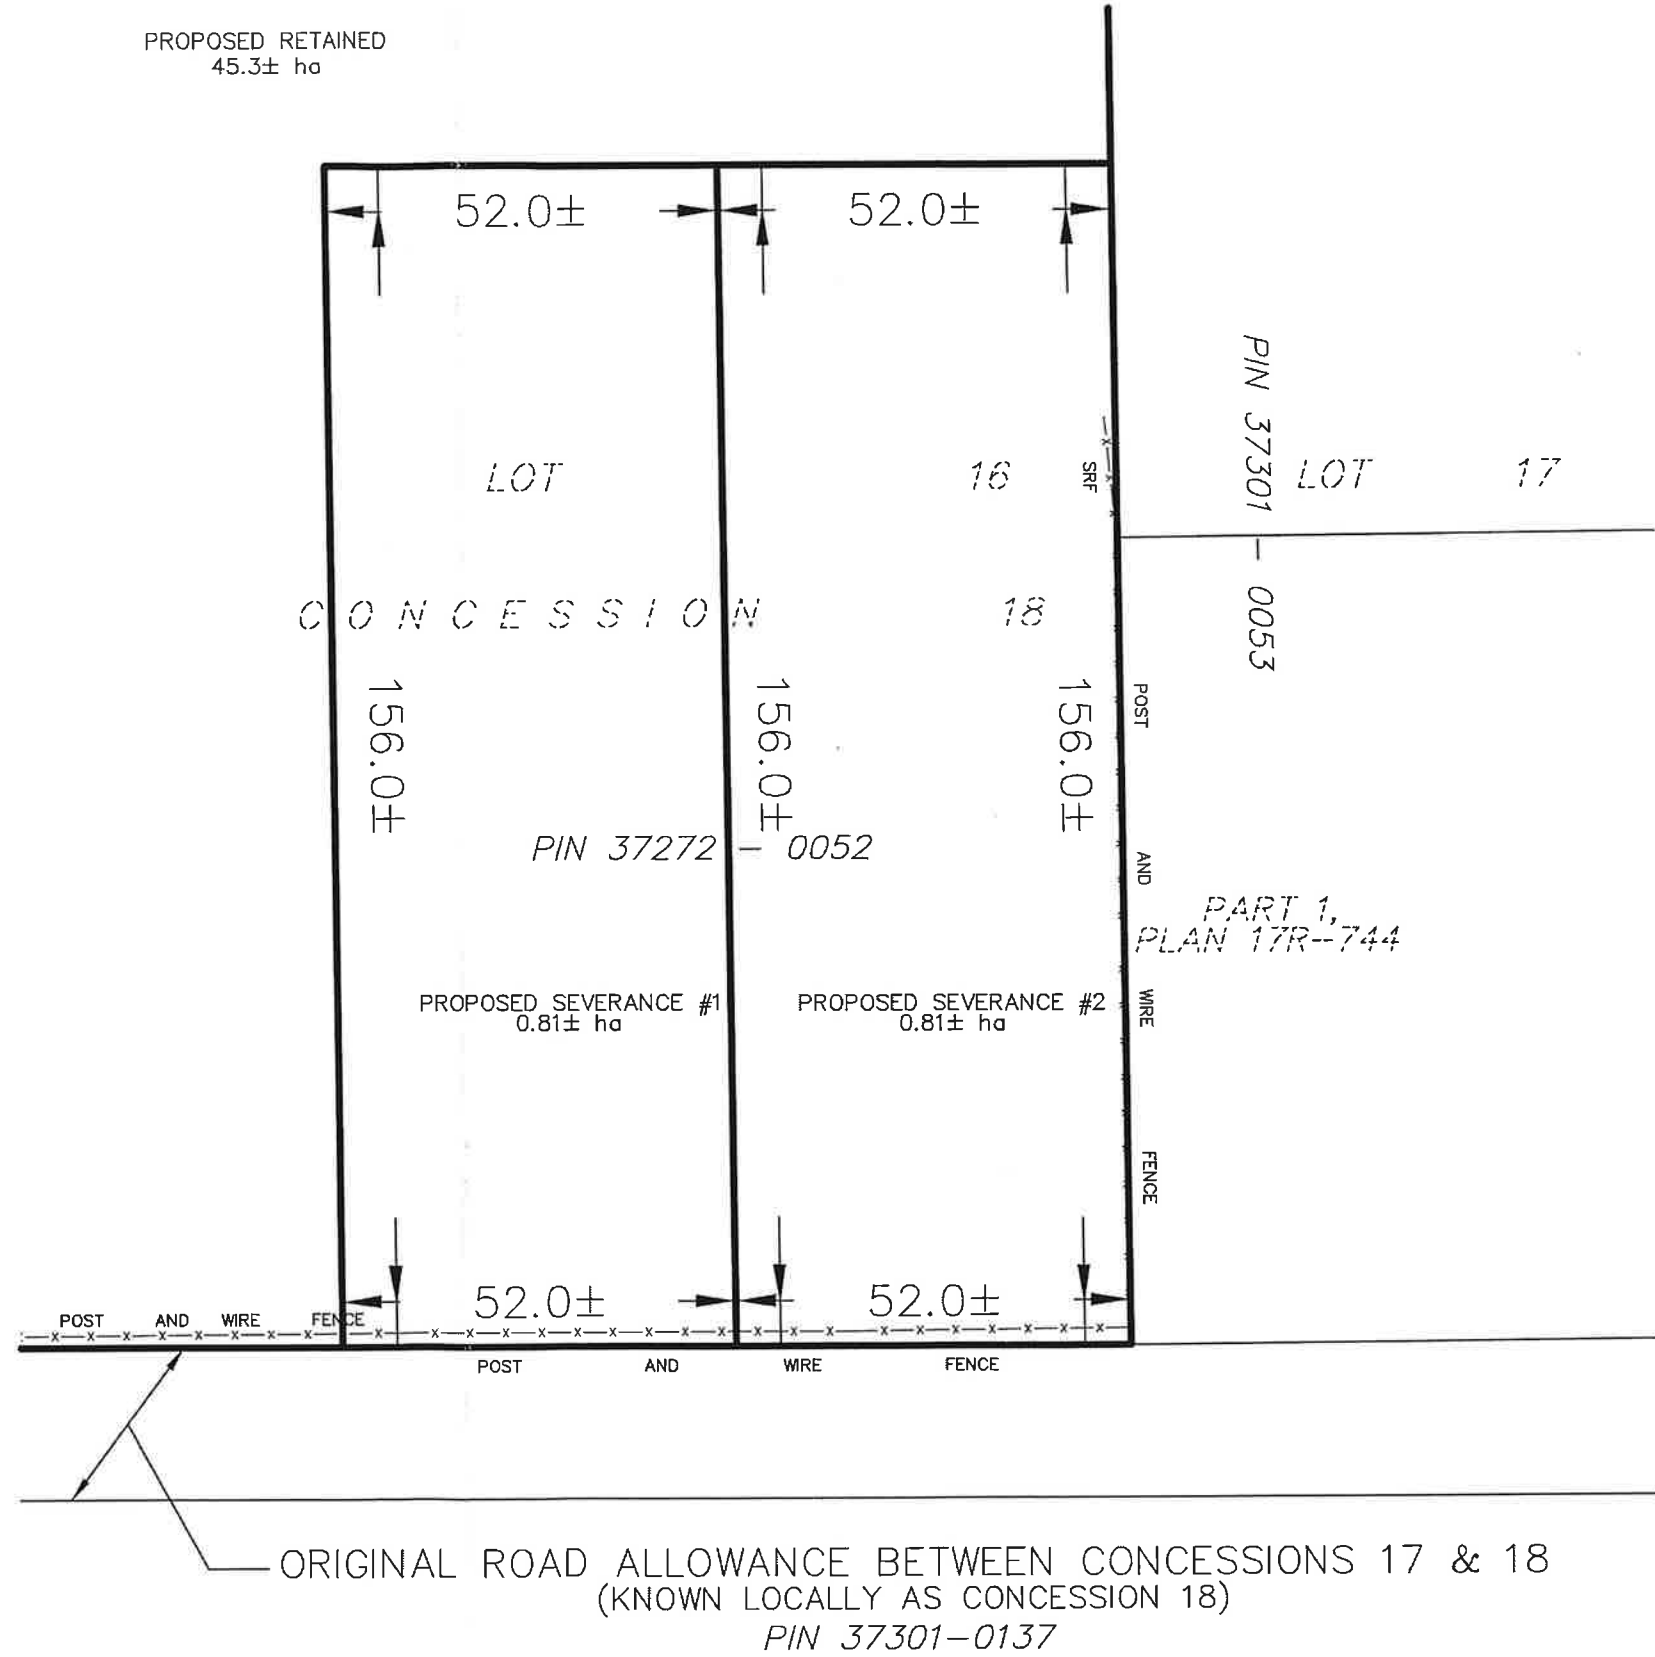 PROPOSED RETAINED
45.3± ha
52.0±
52.0±
LOT 16
SRF
LOT 17
PIN 37301 – 0053
CONCESSION 18
156.0±
156.0±
156.0±
POST AND WIRE FENCE
PIN 37272 – 0052
PART 1,
PLAN 17R-744
PROPOSED SEVERANCE #1
0.81± ha
PROPOSED SEVERANCE #2
0.81± ha
52.0±
52.0±
POST AND WIRE FENCE
POST AND WIRE FENCE
ORIGINAL ROAD ALLOWANCE BETWEEN CONCESSIONS 17 & 18
(KNOWN LOCALLY AS CONCESSION 18)
PIN 37301-0137